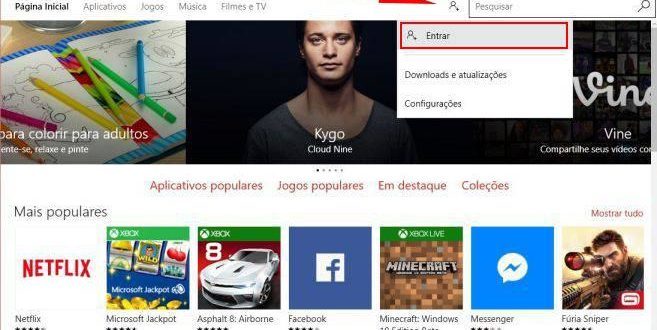 Página Inicial Aplicativos Jogos Música Filmes e TV Pesquisar
Entrar
Downloads e atualizações
Configurações
para colorir para adultos
nte-se, relaxe e pinte
Kygo
Cloud Nine
Vine
Vine
Compartilhe seus vídeos com
Aplicativos populares Jogos populares Em destaque Coleções
Mais populares Mostrar tudo
NETFLIX
XBOX
Microsoft Jackpot
XBOX
8
XBOX LIVE
MINECRAFT
Netflix Microsoft Jackpot Asphalt 8: Airborne Facebook Minecraft: Windows Messenger Fúria Sniper
10 Edition Beta